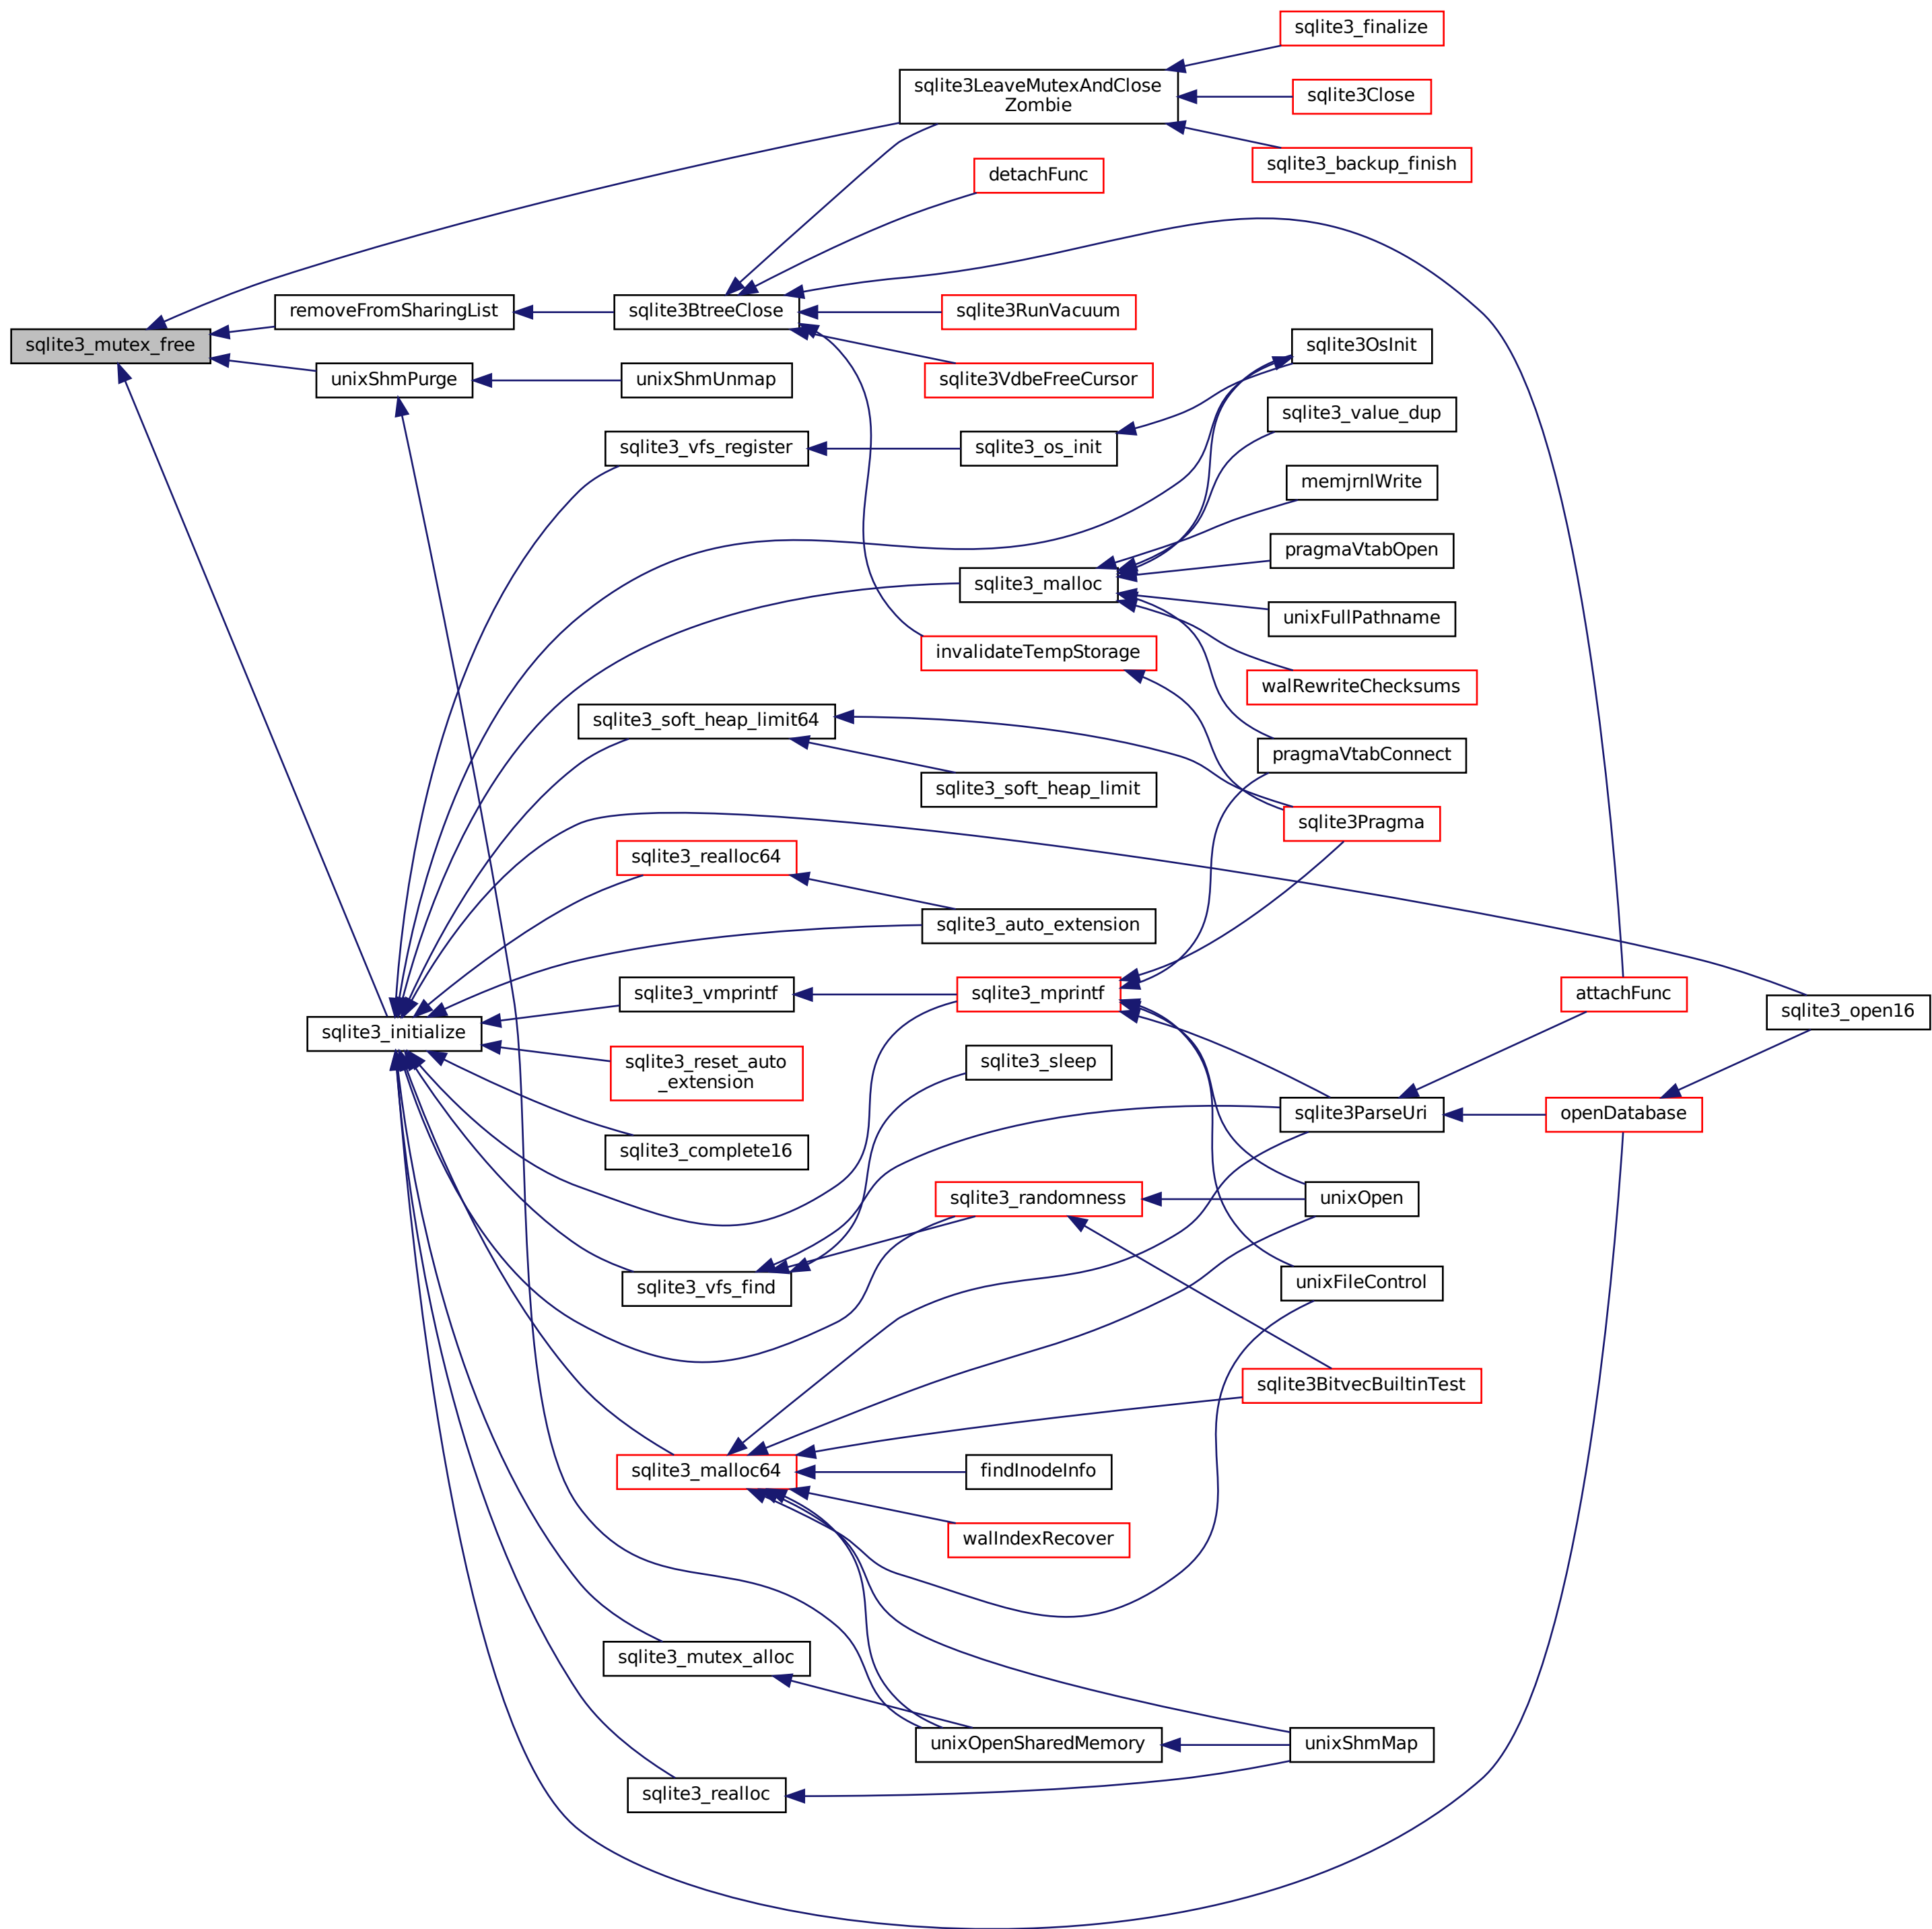 sqlite3_finalize
sqlite3LeaveMutexAndClose
Zombie
sqlite3Close
sqlite3_backup_finish
detachFunc
removeFromSharingList
sqlite3BtreeClose
sqlite3RunVacuum
sqlite3_mutex_free
sqlite3OsInit
unixShmPurge
unixShmUnmap
sqlite3VdbeFreeCursor
sqlite3_value_dup
sqlite3_vfs_register
sqlite3_os_init
memjrnlWrite
pragmaVtabOpen
sqlite3_malloc
unixFullPathname
invalidateTempStorage
walRewriteChecksums
sqlite3_soft_heap_limit64
pragmaVtabConnect
sqlite3_soft_heap_limit
sqlite3Pragma
sqlite3_realloc64
sqlite3_auto_extension
sqlite3_vmprintf
sqlite3_mprintf
attachFunc
sqlite3_open16
sqlite3_initialize
sqlite3_reset_auto
_extension
sqlite3_sleep
sqlite3ParseUri
openDatabase
sqlite3_complete16
sqlite3_randomness
unixOpen
sqlite3_vfs_find
unixFileControl
sqlite3BitvecBuiltinTest
sqlite3_malloc64
findInodeInfo
walIndexRecover
sqlite3_mutex_alloc
unixOpenSharedMemory
unixShmMap
sqlite3_realloc